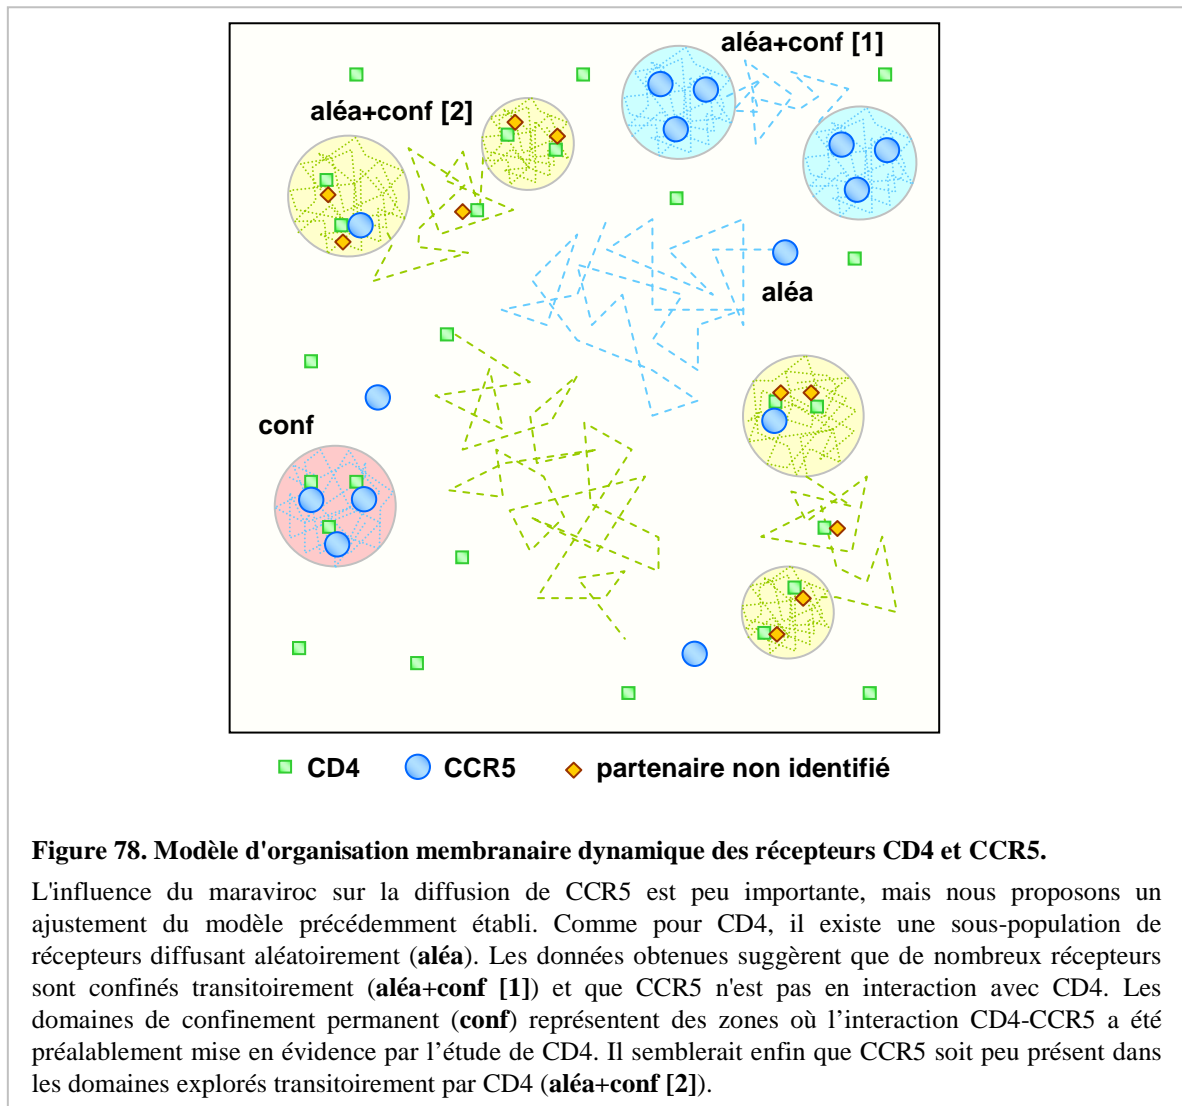 aléa+conf [1]
aléa+conf [2]
aléa
conf
CD4 CCR5 partenaire non identifié
Figure 78. Modèle d'organisation membranaire dynamique des récepteurs CD4 et CCR5.
L'influence du maraviroc sur la diffusion de CCR5 est peu importante, mais nous proposons un
ajustement du modèle précédemment établi. Comme pour CD4, il existe une sous-population de
récepteurs diffusant aléatoirement (aléa). Les données obtenues suggèrent que de nombreux récepteurs
sont confinés transitoirement (aléa+conf [1]) et que CCR5 n'est pas en interaction avec CD4. Les
domaines de confinement permanent (conf) représentent des zones où l’interaction CD4-CCR5 a été
préalablement mise en évidence par l’étude de CD4. Il semblerait enfin que CCR5 soit peu présent dans
les domaines explorés transitoirement par CD4 (aléa+conf [2]).